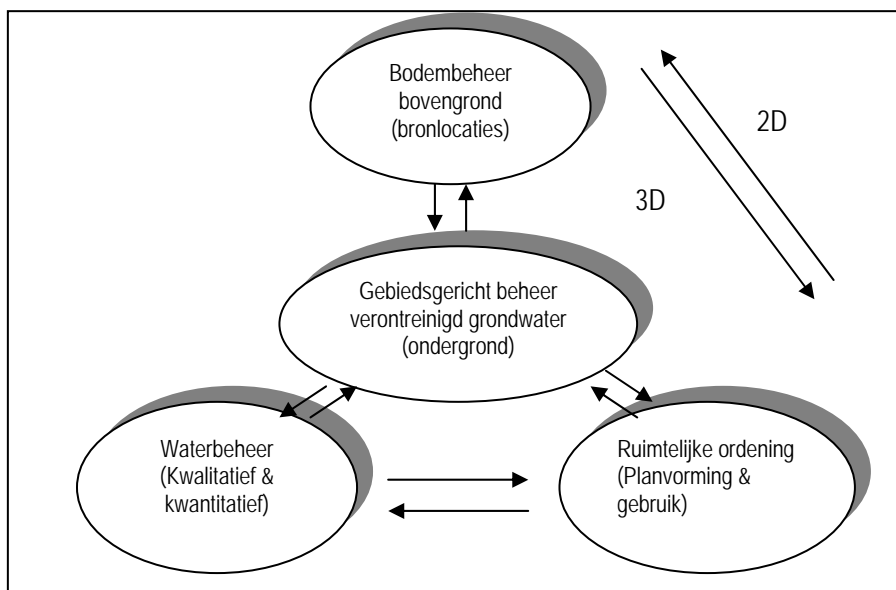 Bodembeheer
bovengrond
(bronlocaties)
2D
3D
Gebiedsgericht beheer
verontreinigd grondwater
(ondergrond)
Waterbeheer
(Kwalitatief &
kwantitatief)
Ruimtelijke ordening
(Planvorming &
gebruik)